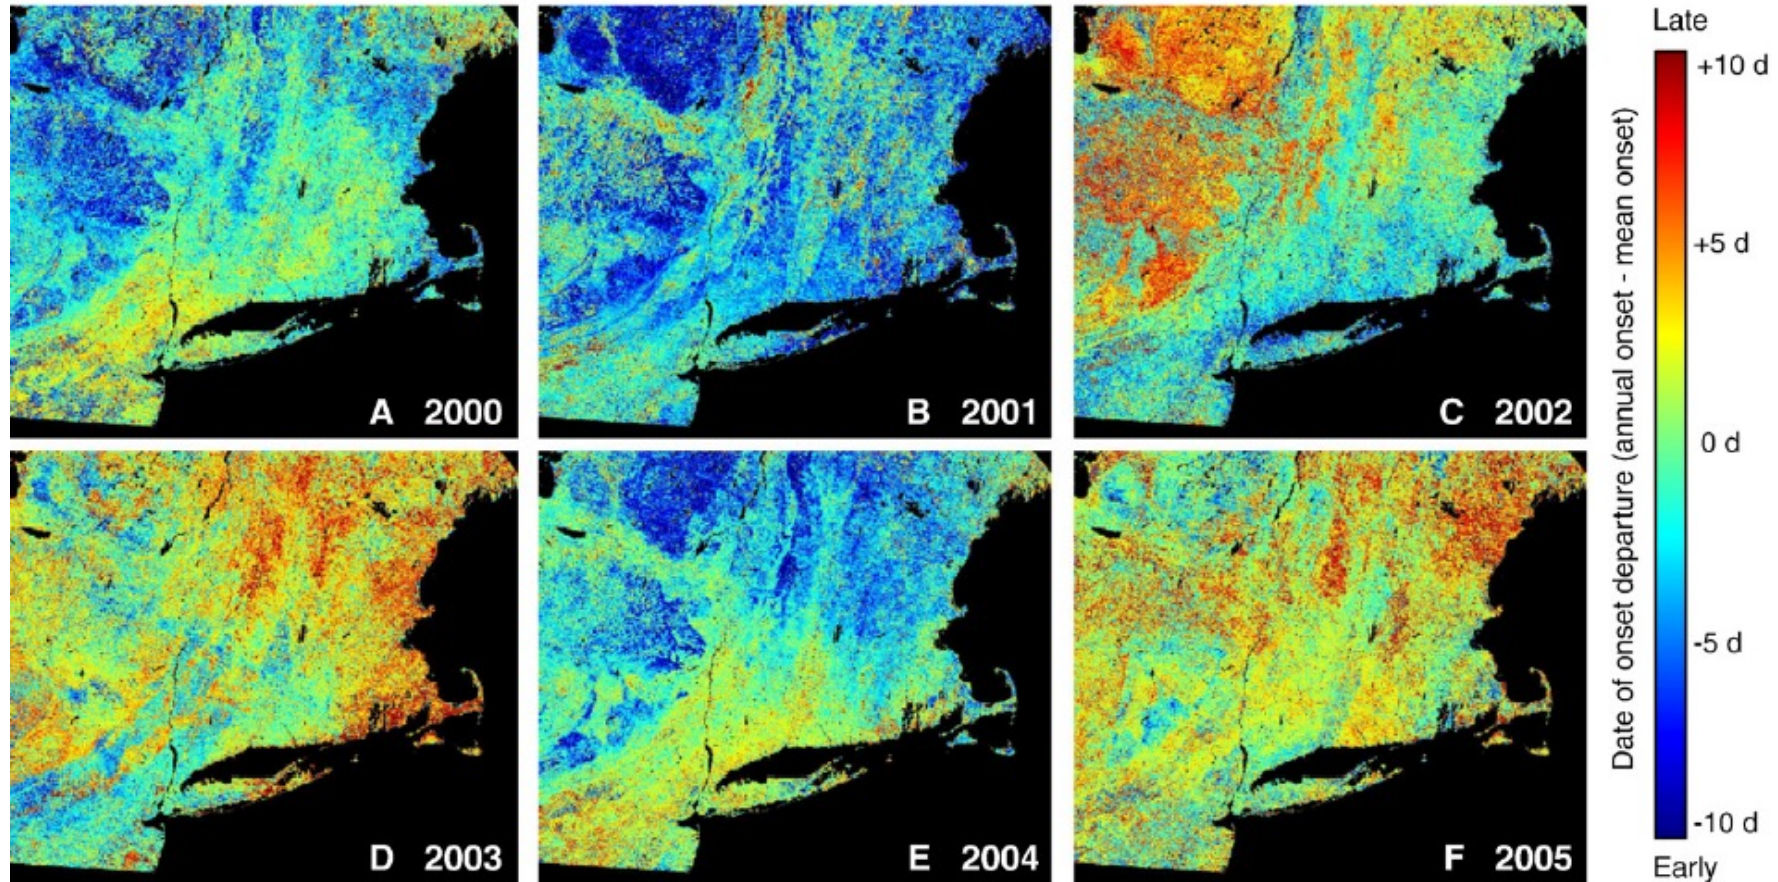 A 2000
B 2001
C 2002
D 2003
E 2004
F 2005
Late
+10 d
+5 d
0 d
-5 d
-10 d
Early
Date of onset departure (annual onset - mean onset)